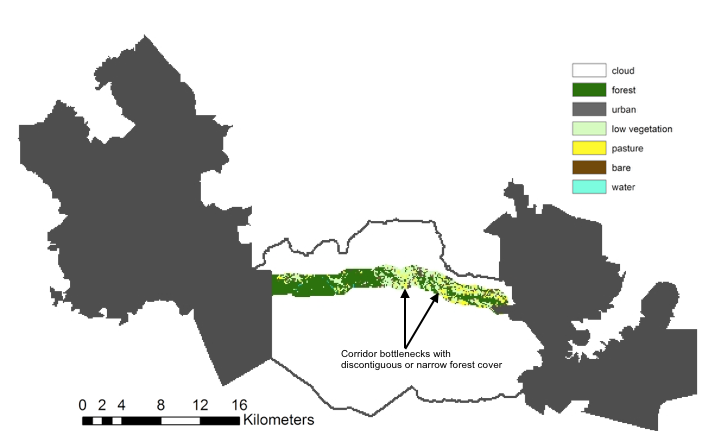 cloud
forest
urban
low vegetation
pasture
bare
water
Corridor bottlenecks with
discontiguous or narrow forest cover
0 2 4 8 12 16
Kilometers